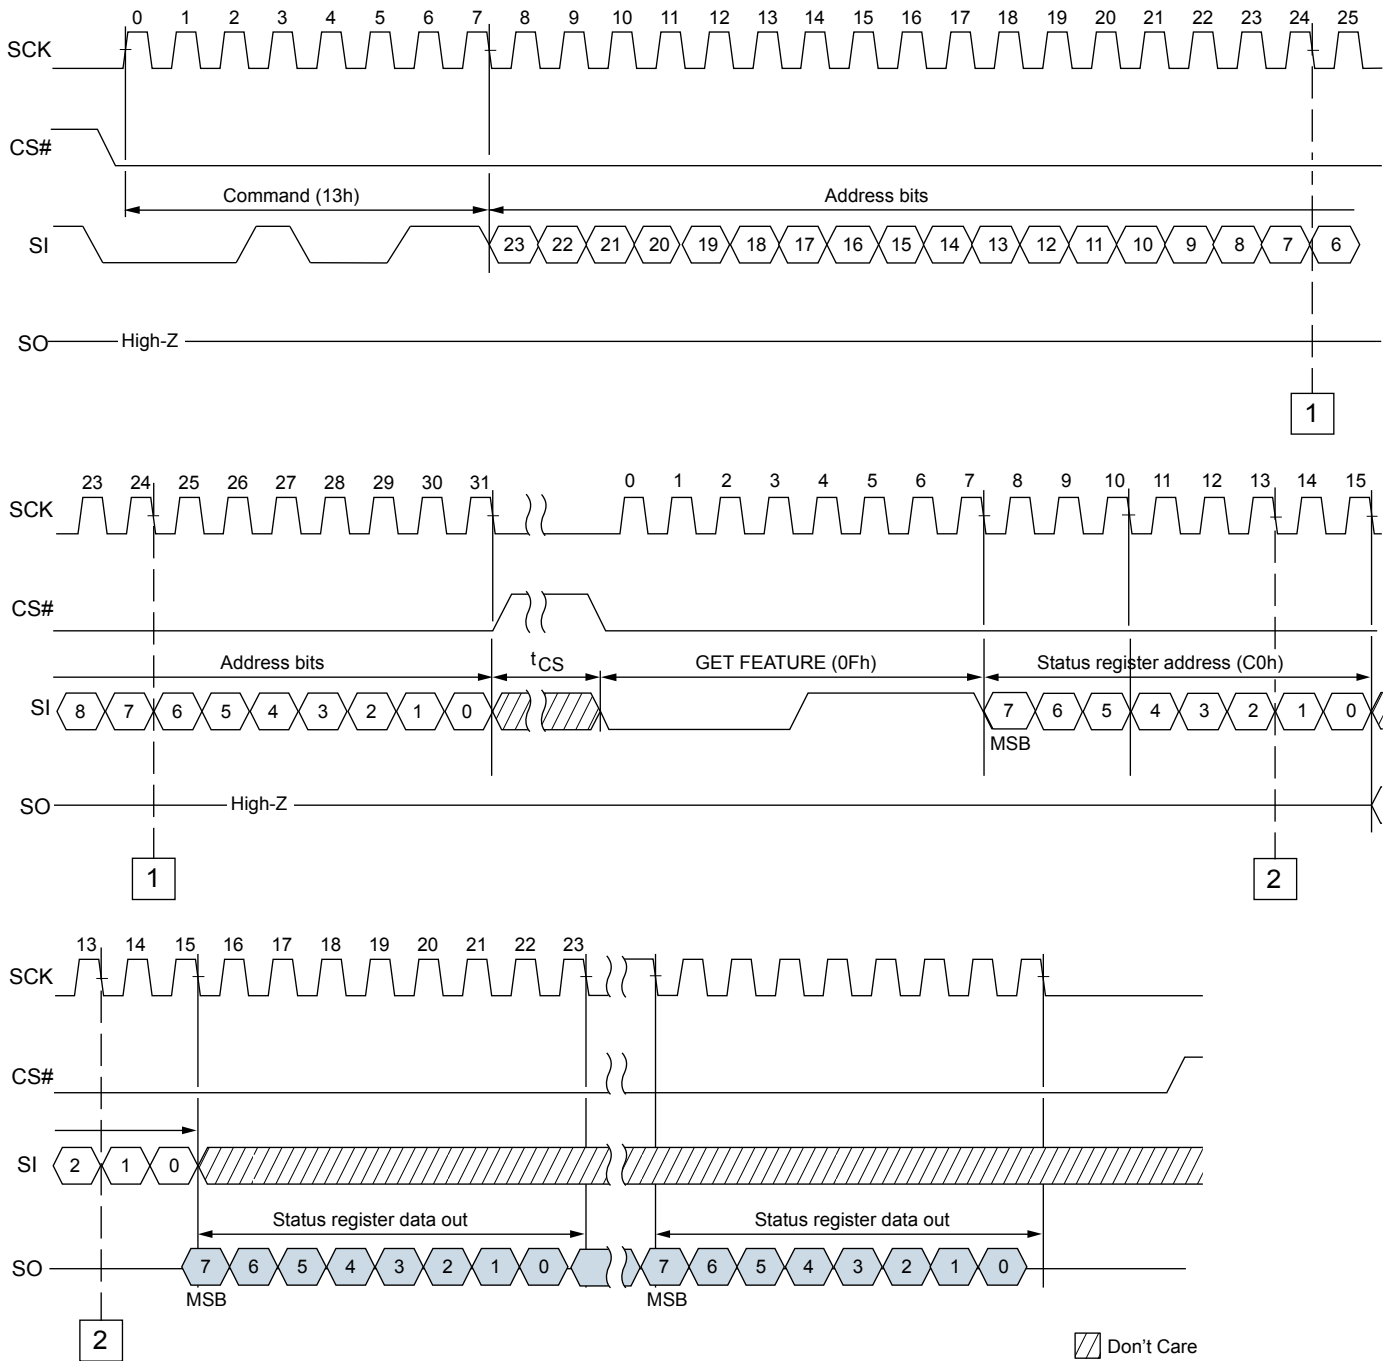 0 1 2 3 4 5 6 7 8 9 10 11 12 13 14 15 16 17 18 19 20 21 22 23 24 25
SCK
CS#
Command (13h) Address bits
SI 23 22 21 20 19 18 17 16 15 14 13 12 11 10 9 8 7 6
SO High-Z
1
23 24 25 26 27 28 29 30 31 0 1 2 3 4 5 6 7 8 9 10 11 12 13 14 15
SCK
CS#
Address bits tCS GET FEATURE (0Fh) Status register address (C0h)
SI 8 7 6 5 4 3 2 1 0 7 6 5 4 3 2 1 0
MSB
SO High-Z
1 2
13 14 15 16 17 18 19 20 21 22 23
SCK
CS#
SI 2 1 0
Status register data out Status register data out
SO 7 6 5 4 3 2 1 0 7 6 5 4 3 2 1 0
MSB MSB
2
Don't Care